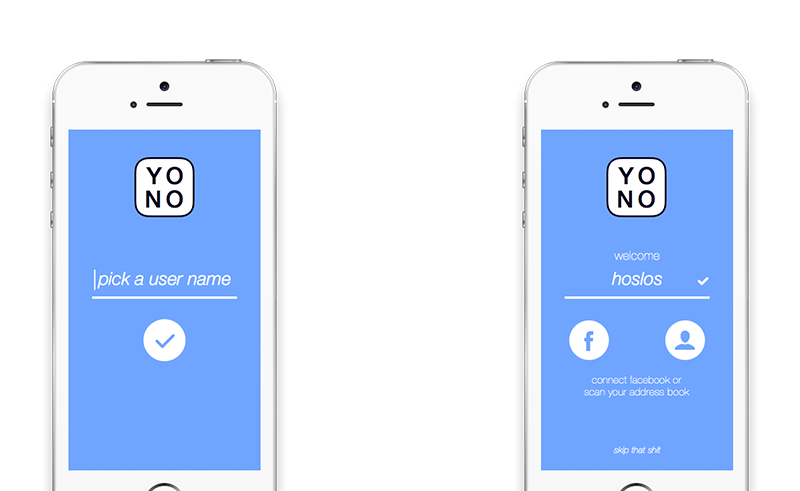 YO
NO
pick a user name
YO
NO
welcome
hoslos
f
connect facebook or
scan your address book
skip that shit